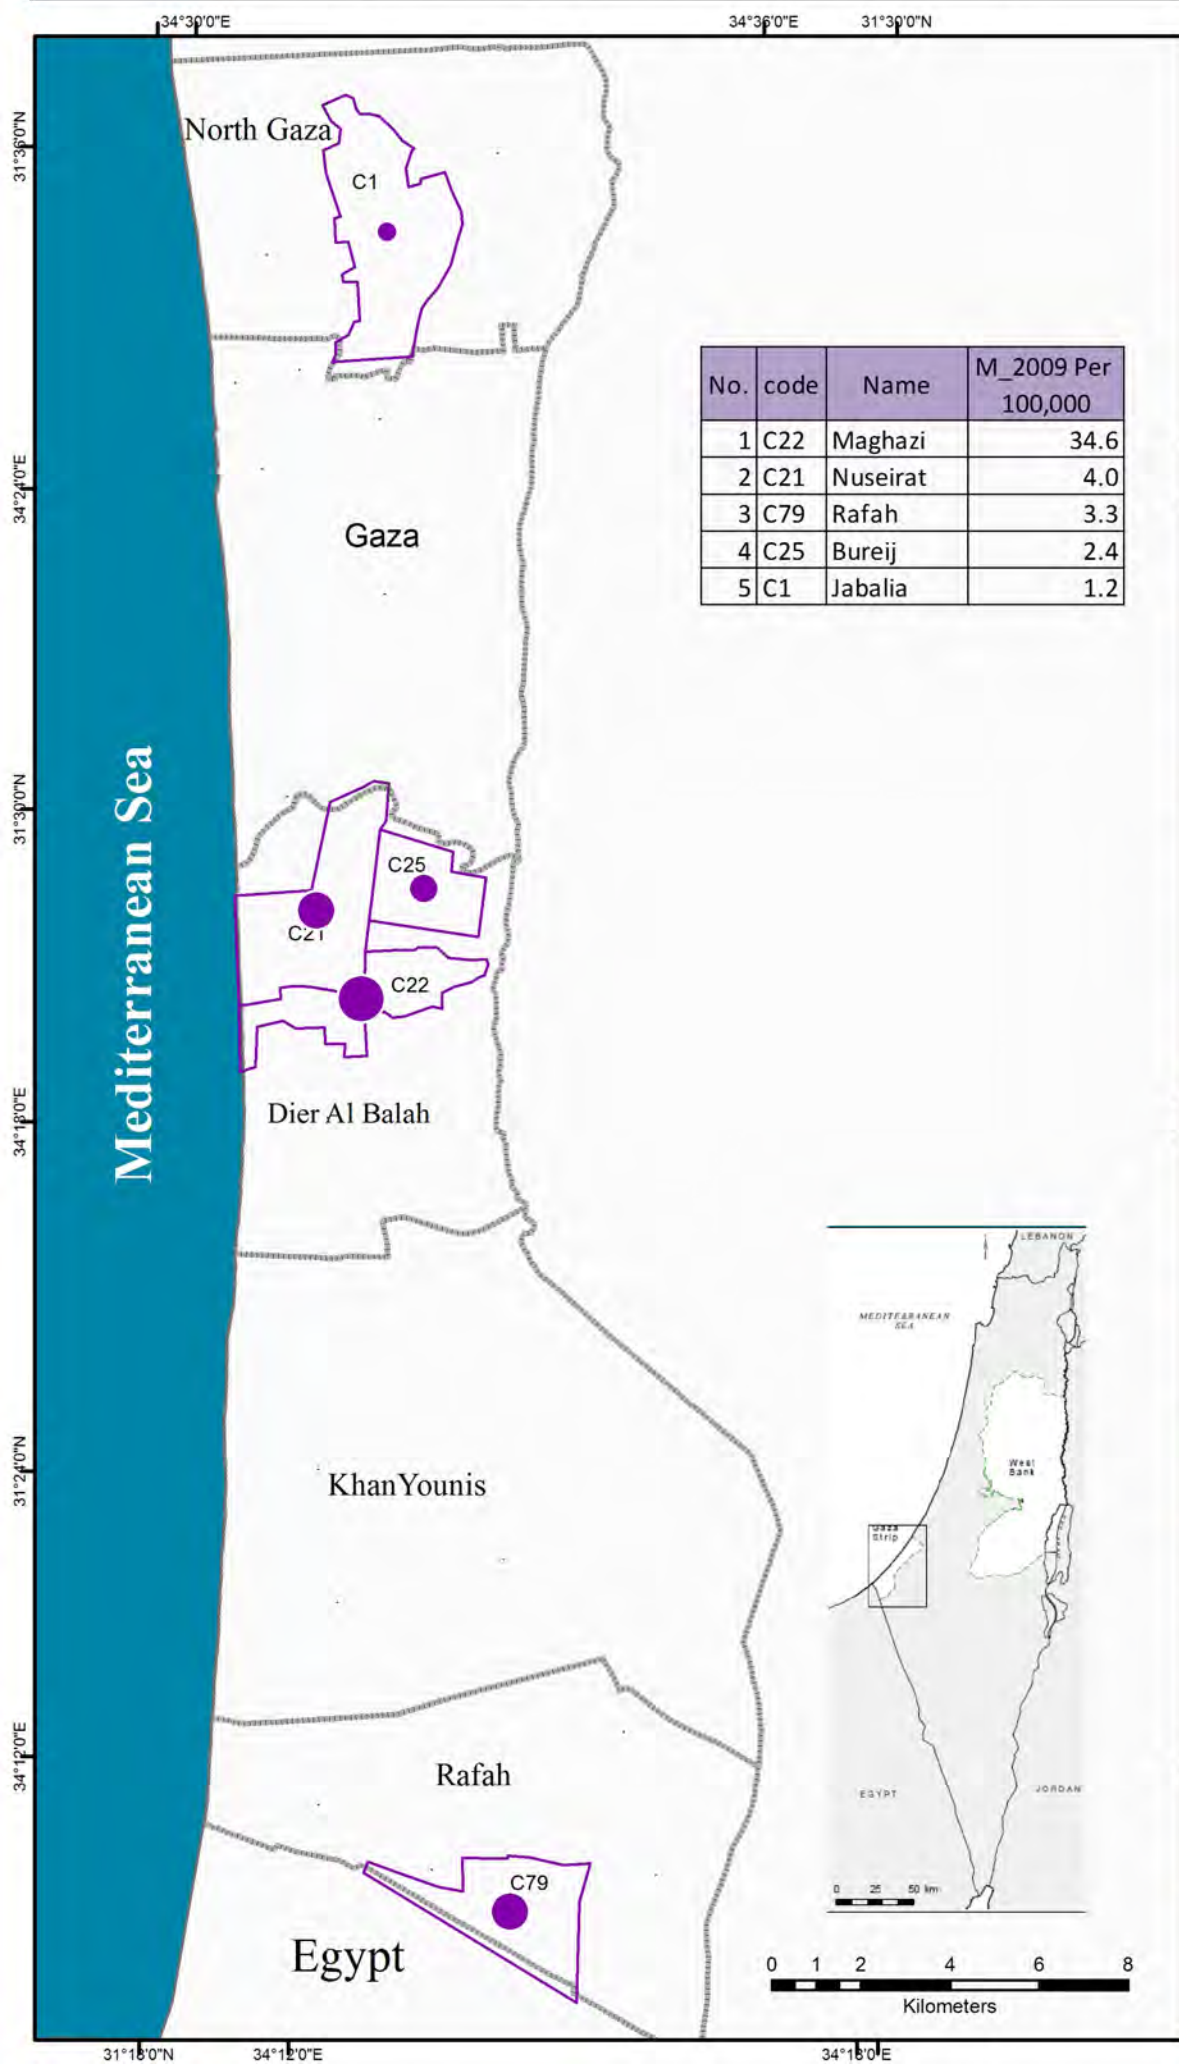 34°30'0"E
34°36'0"E
31°30'0"N
31°36'0"N
North Gaza
C1
No. code Name M_2009 Per 100,000
1 C22 Maghazi 34.6
2 C21 Nuseirat 4.0
3 C79 Rafah 3.3
4 C25 Bureij 2.4
5 C1 Jabalia 1.2
34°24'0"E
Gaza
Mediterranean Sea
31°30'0"N
C25
C21
C22
34°18'0"E
Dier Al Balah
LEBANON
MEDITERRANEAN
SEA
West
Bank
Gaza
Strip
EGYPT
JORDAN
0 25 50 km
31°24'0"N
KhanYounis
34°12'0"E
Rafah
C79
Egypt
0 1 2 4 6 8
Kilometers
31°18'0"N
34°12'0"E
34°18'0"E